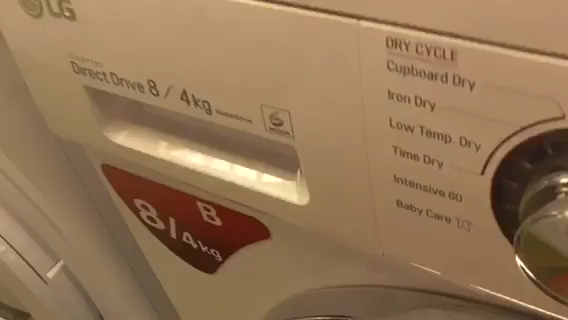 LG
Direct Drive 8 / 4kg
B
8/4kg
DRY CYCLE
Cupboard Dry
Iron Dry
Low Temp. Dry
Time Dry
Intensive 60
Baby Care